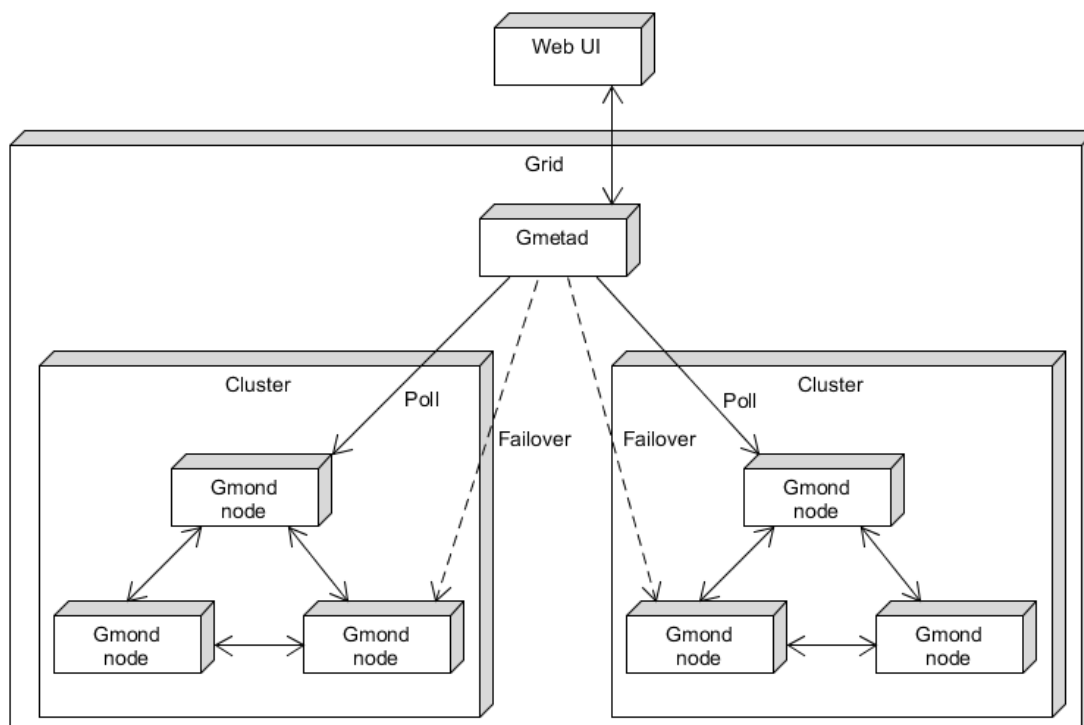 Web UI
Grid
Gmetad
Cluster
Cluster
Poll
Poll
Failover
Failover
Gmond
node
Gmond
node
Gmond
node
Gmond
node
Gmond
node
Gmond
node